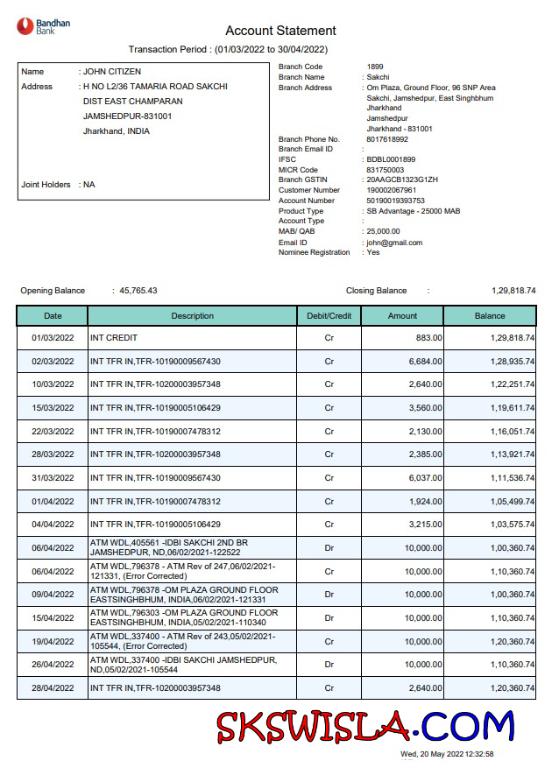 Bandhan
Bank
Account Statement
Transaction Period : (01/03/2022 to 30/04/2022)
Name : JOHN CITIZEN
Address : H NO L2/36 TAMARIA ROAD SAKCHI
DIST EAST CHAMPARAN
JAMSHEDPUR-831001
Jharkhand, INDIA
Joint Holders : NA
Branch Code 1899
Branch Name : Sakchi
Branch Address : Om Plaza, Ground Floor, 96 SNP Area
Sakchi, Jamshedpur, East Singhbhum
Jharkhand
Jamshedpur
Jharkhand - 831001
Branch Phone No. 8017618992
Branch Email ID :
IFSC : BDBL0001899
MICR Code 831750003
Branch GSTIN : 20AAGCB1323G1ZH
Customer Number 190002067961
Account Number 50190019393753
Product Type : SB Advantage - 25000 MAB
Account Type :
MAB/ QAB : 25,000.00
Email ID : john@gmail.com
Nominee Registration : Yes
Opening Balance : 45,765.43 Closing Balance : 1,29,818.74
Date Description Debit/Credit Amount Balance
01/03/2022 INT CREDIT Cr 883.00 1,29,818.74
02/03/2022 INT TFR IN,TFR-10190009567430 Cr 6,684.00 1,28,935.74
10/03/2022 INT TFR IN,TFR-10200003957348 Cr 2,640.00 1,22,251.74
15/03/2022 INT TFR IN,TFR-10190005106429 Cr 3,560.00 1,19,611.74
22/03/2022 INT TFR IN,TFR-10190007478312 Cr 2,130.00 1,16,051.74
28/03/2022 INT TFR IN,TFR-10200003957348 Cr 2,385.00 1,13,921.74
31/03/2022 INT TFR IN,TFR-10190009567430 Cr 6,037.00 1,11,536.74
01/04/2022 INT TFR IN,TFR-10190007478312 Cr 1,924.00 1,05,499.74
04/04/2022 INT TFR IN,TFR-10190005106429 Cr 3,215.00 1,03,575.74
06/04/2022 ATM WDL,405561 -IDBI SAKCHI 2ND BR Dr 10,000.00 1,00,360.74
JAMSHEDPUR, ND,06/02/2021-122522
06/04/2022 ATM WDL,796378 - ATM Rev of 247,06/02/2021- Cr 10,000.00 1,10,360.74
121331, (Error Corrected)
09/04/2022 ATM WDL,796378 -OM PLAZA GROUND FLOOR Dr 10,000.00 1,00,360.74
EASTSINGHBHUM, INDIA,06/02/2021-121331
15/04/2022 ATM WDL,796303 -OM PLAZA GROUND FLOOR Dr 10,000.00 1,10,360.74
EASTSINGHBHUM, INDIA,05/02/2021-110340
19/04/2022 ATM WDL,337400 - ATM Rev of 243,05/02/2021- Cr 10,000.00 1,20,360.74
105544, (Error Corrected)
26/04/2022 ATM WDL,337400 -IDBI SAKCHI JAMSHEDPUR, Dr 10,000.00 1,10,360.74
ND,05/02/2021-105544
28/04/2022 INT TFR IN,TFR-10200003957348 Cr 2,640.00 1,20,360.74
SKSWISLA.COM
Wed, 20 May 2022 12:32:58